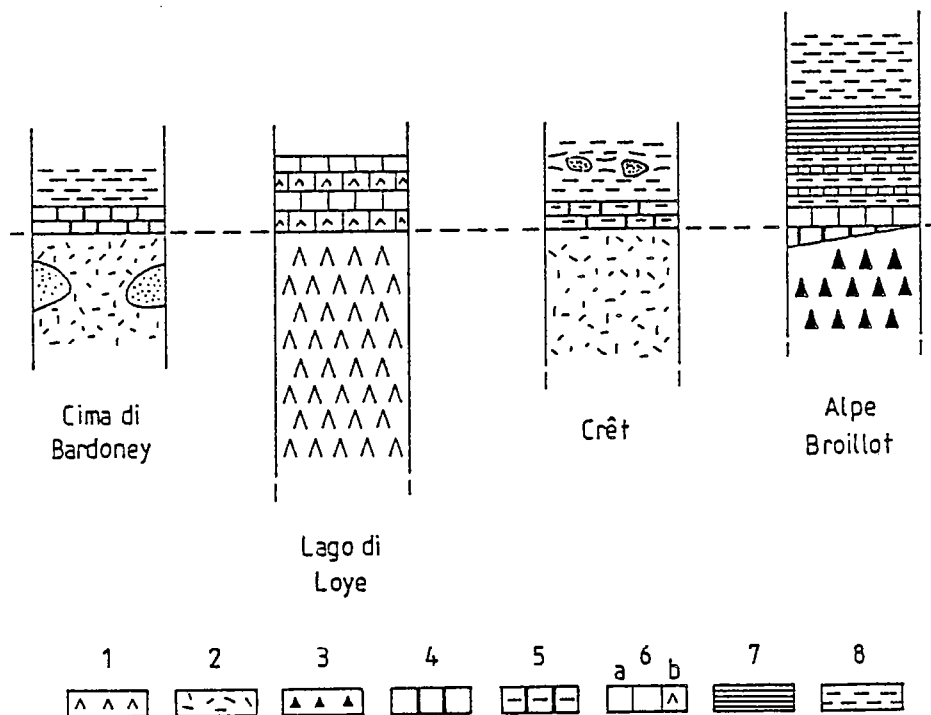 Cima di
Bardoney
Lago di
Loye
Crêt
Alpe
Broillot
1 2 3 4 5 6 7 8
a b